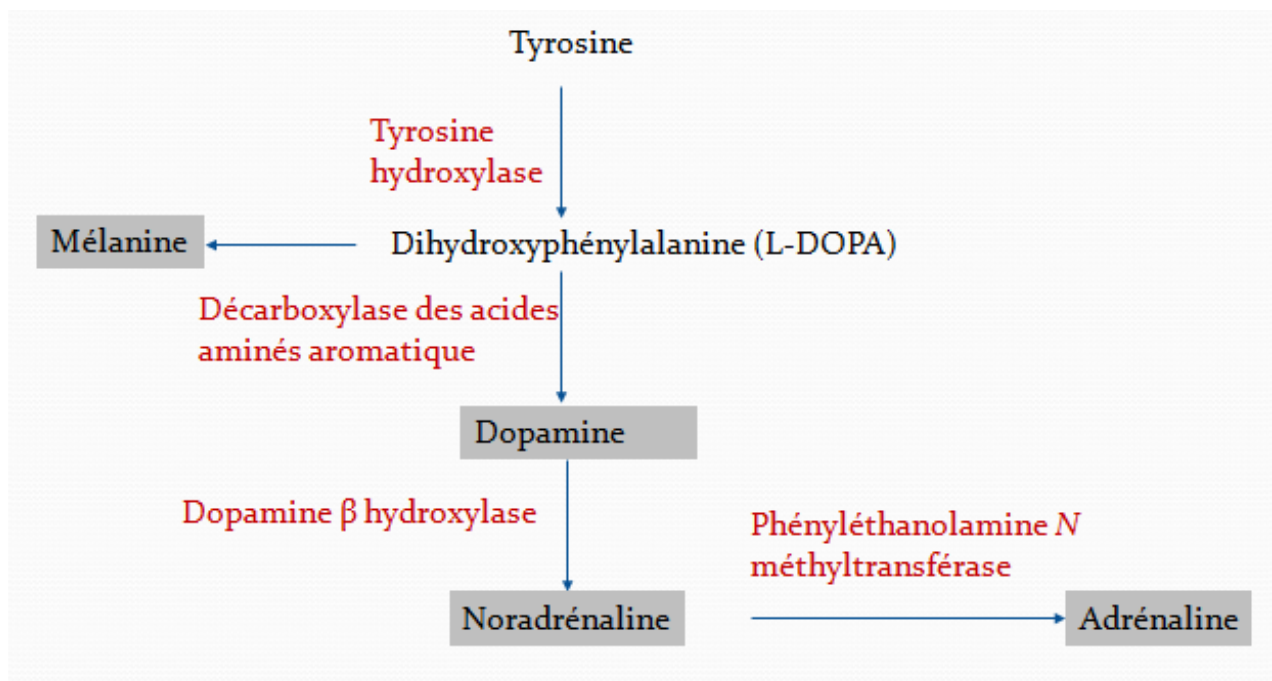 Tyrosine
Tyrosine
hydroxylase
Mélanine
Dihydroxyphénylalanine (L-DOPA)
Décarboxylase des acides
aminés aromatique
Dopamine
Dopamine β hydroxylase
Phényléthanolamine N
méthyltransférase
Noradrénaline
Adrénaline